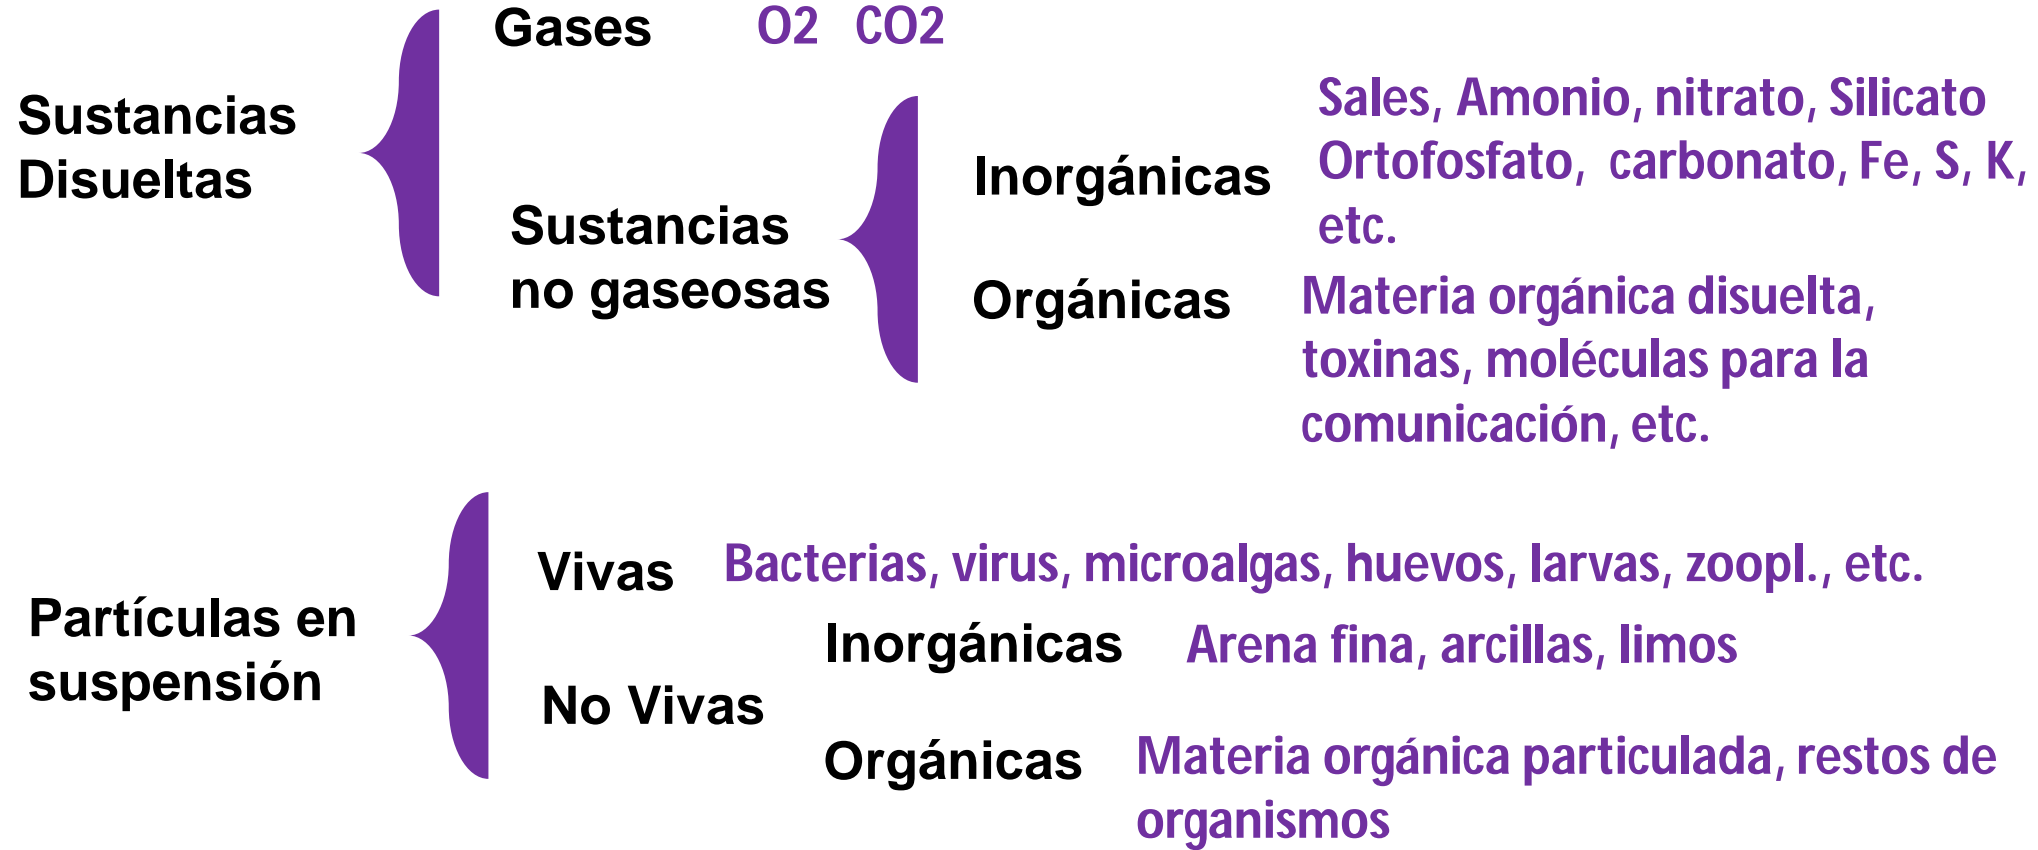 Gases O2 CO2
Sustancias
Disueltas
Sustancias
no gaseosas
Inorgánicas
Sales, Amonio, nitrato, Silicato
Ortofosfato, carbonato, Fe, S, K,
etc.
Orgánicas
Materia orgánica disuelta,
toxinas, moléculas para la
comunicación, etc.
Partículas en
suspensión
Vivas
Bacterias, virus, microalgas, huevos, larvas, zoopl., etc.
No Vivas
Inorgánicas
Arena fina, arcillas, limos
Orgánicas
Materia orgánica particulada, restos de
organismos